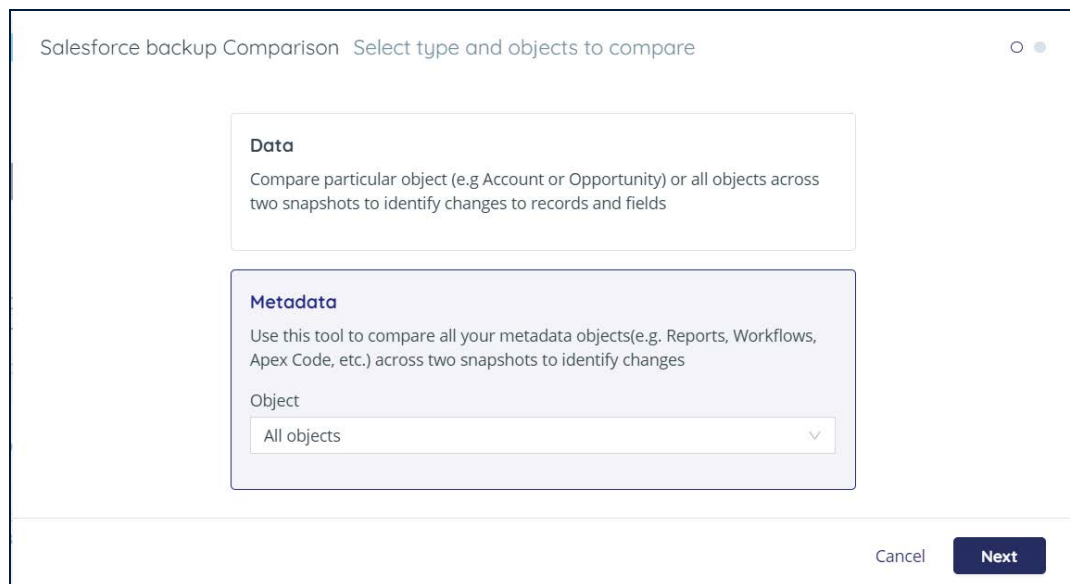 Salesforce backup Comparison Select type and objects to compare
Data
Compare particular object (e.g Account or Opportunity) or all objects across
two snapshots to identify changes to records and fields
Metadata
Use this tool to compare all your metadata objects(e.g. Reports, Workflows,
Apex Code, etc.) across two snapshots to identify changes
Object
All objects
Cancel Next